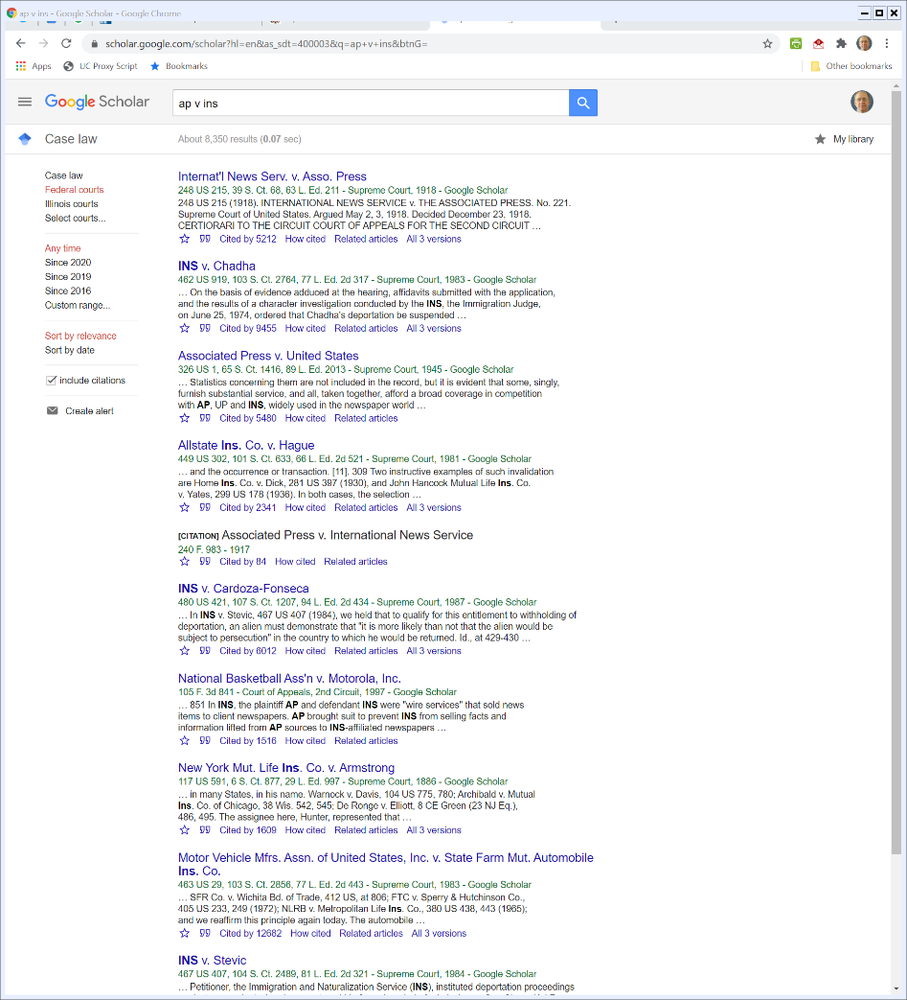 ap v ins - Google Scholar - Google Chrome
scholar.google.com/scholar?hl=en&as_sdt=400003&q=ap+v+ins&btnG=
Apps UC Proxy Script Bookmarks Other bookmarks
Google Scholar
ap v ins
Case law
About 8,350 results (0.07 sec)
My library
Case law
Federal courts
Illinois courts
Select courts...
Any time
Since 2020
Since 2019
Since 2016
Custom range...
Sort by relevance
Sort by date
include citations
Create alert
Internat'l News Serv. v. Asso. Press
248 US 215, 39 S. Ct. 68, 63 L. Ed. 211 - Supreme Court, 1918 - Google Scholar
248 US 215 (1918). INTERNATIONAL NEWS SERVICE v. THE ASSOCIATED PRESS. No. 221.
Supreme Court of United States. Argued May 2, 3, 1918. Decided December 23, 1918.
CERTIORARI TO THE CIRCUIT COURT OF APPEALS FOR THE SECOND CIRCUIT …
Cited by 5212 How cited Related articles All 3 versions
INS v. Chadha
462 US 919, 103 S. Ct. 2764, 77 L. Ed. 2d 317 - Supreme Court, 1983 - Google Scholar
… On the basis of evidence adduced at the hearing, affidavits submitted with the application,
and the results of a character investigation conducted by the INS, the Immigration Judge,
on June 25, 1974, ordered that Chadha's deportation be suspended …
Cited by 9455 How cited Related articles All 3 versions
Associated Press v. United States
326 US 1, 65 S. Ct. 1416, 89 L. Ed. 2013 - Supreme Court, 1945 - Google Scholar
… Statistics concerning them are not included in the record, but it is evident that some, singly,
furnish substantial service, and all, taken together, afford a broad coverage in competition
with AP, UP and INS, widely used in the newspaper world …
Cited by 5480 How cited Related articles
Allstate Ins. Co. v. Hague
449 US 302, 101 S. Ct. 633, 66 L. Ed. 2d 521 - Supreme Court, 1981 - Google Scholar
… and the occurrence or transaction. [11]. 309 Two instructive examples of such invalidation
are Home Ins. Co. v. Dick, 281 US 397 (1930), and John Hancock Mutual Life Ins. Co.
v. Yates, 299 US 178 (1936). In both cases, the selection …
Cited by 2341 How cited Related articles All 3 versions
[CITATION] Associated Press v. International News Service
240 F. 983 - 1917
Cited by 84 How cited Related articles
INS v. Cardoza-Fonseca
480 US 421, 107 S. Ct. 1207, 94 L. Ed. 2d 434 - Supreme Court, 1987 - Google Scholar
… In INS v. Stevic, 467 US 407 (1984), we held that to qualify for this entitlement to withholding of
deportation, an alien must demonstrate that "it is more likely than not that the alien would be
subject to persecution" in the country to which he would be returned. Id., at 429-430 …
Cited by 6012 How cited Related articles All 3 versions
National Basketball Ass'n v. Motorola, Inc.
105 F. 3d 841 - Court of Appeals, 2nd Circuit, 1997 - Google Scholar
… 851 In INS, the plaintiff AP and defendant INS were "wire services" that sold news
items to client newspapers. AP brought suit to prevent INS from selling facts and
information lifted from AP sources to INS-affiliated newspapers …
Cited by 1516 How cited Related articles
New York Mut. Life Ins. Co. v. Armstrong
117 US 591, 6 S. Ct. 877, 29 L. Ed. 997 - Supreme Court, 1886 - Google Scholar
… in many States, in his name. Warnock v. Davis, 104 US 775, 780; Archibald v. Mutual
Ins. Co. of Chicago, 38 Wis. 542, 545; De Ronge v. Elliott, 8 CE Green (23 NJ Eq.),
486, 495. The assignee here, Hunter, represented that …
Cited by 1609 How cited Related articles All 3 versions
Motor Vehicle Mfrs. Assn. of United States, Inc. v. State Farm Mut. Automobile
Ins. Co.
463 US 29, 103 S. Ct. 2856, 77 L. Ed. 2d 443 - Supreme Court, 1983 - Google Scholar
… SFR Co. v. Wichita Bd. of Trade, 412 US, at 806; FTC v. Sperry & Hutchinson Co.,
405 US 233, 249 (1972); NLRB v. Metropolitan Life Ins. Co., 380 US 438, 443 (1965);
and we reaffirm this principle again today. The automobile …
Cited by 12682 How cited Related articles All 3 versions
INS v. Stevic
467 US 407, 104 S. Ct. 2489, 81 L. Ed. 2d 321 - Supreme Court, 1984 - Google Scholar
… Petitioner, the Immigration and Naturalization Service (INS), instituted deportation proceedings